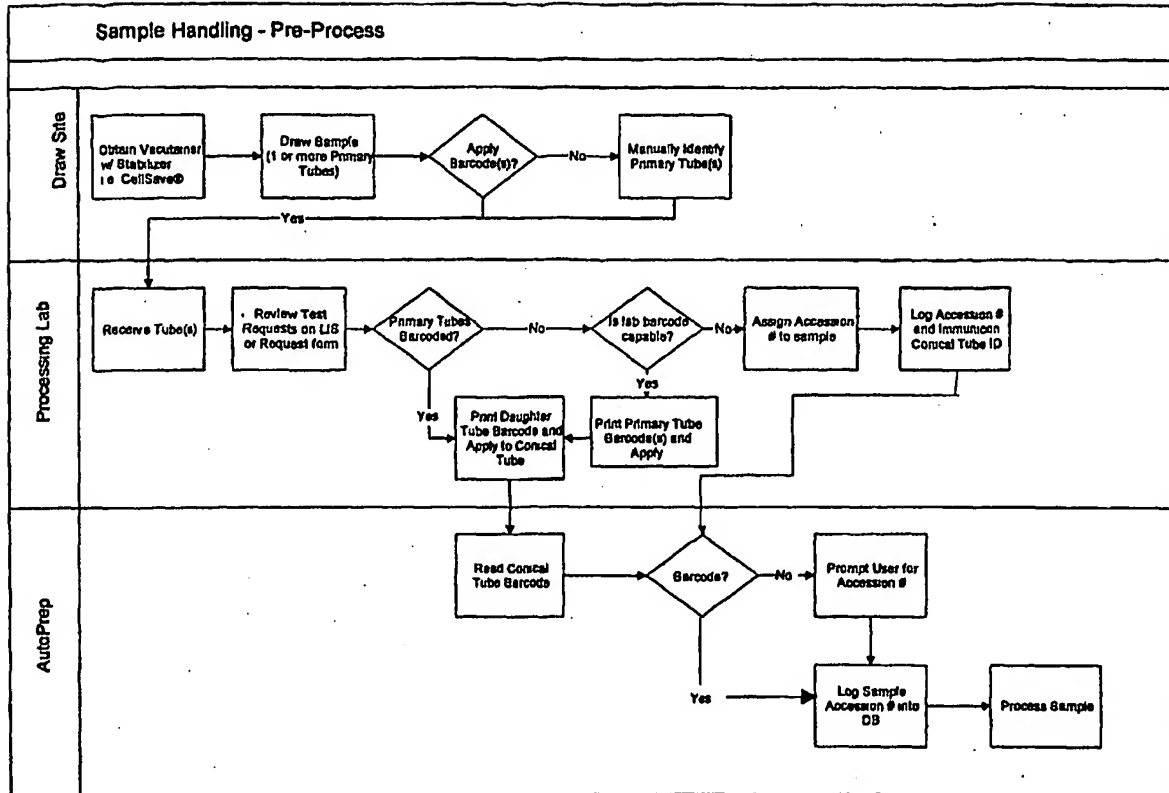 Sample Handling - Pre-Process
Draw Site
Obtain Vacutainer
w/ Stabilizer
i.e. CellSave®
Draw Sample
(1 or more Primary
Tubes)
Apply
Barcode(s)?
No
Manually Identify
Primary Tube(s)
Yes
Processing Lab
Receive Tube(s)
Review Test
Requests on LIS
or Request form
Primary Tubes
Barcoded?
No
Is lab barcode
capable?
No
Assign Accession
# to sample
Log Accession #
and Immunicon
Conical Tube ID
Yes
Yes
Print Daughter
Tube Barcode and
Apply to Conical
Tube
Print Primary Tube
Barcode(s) and
Apply
AutoPrep
Read Conical
Tube Barcode
Barcode?
No
Prompt User for
Accession #
Yes
Log Sample
Accession # into
DB
Process Sample